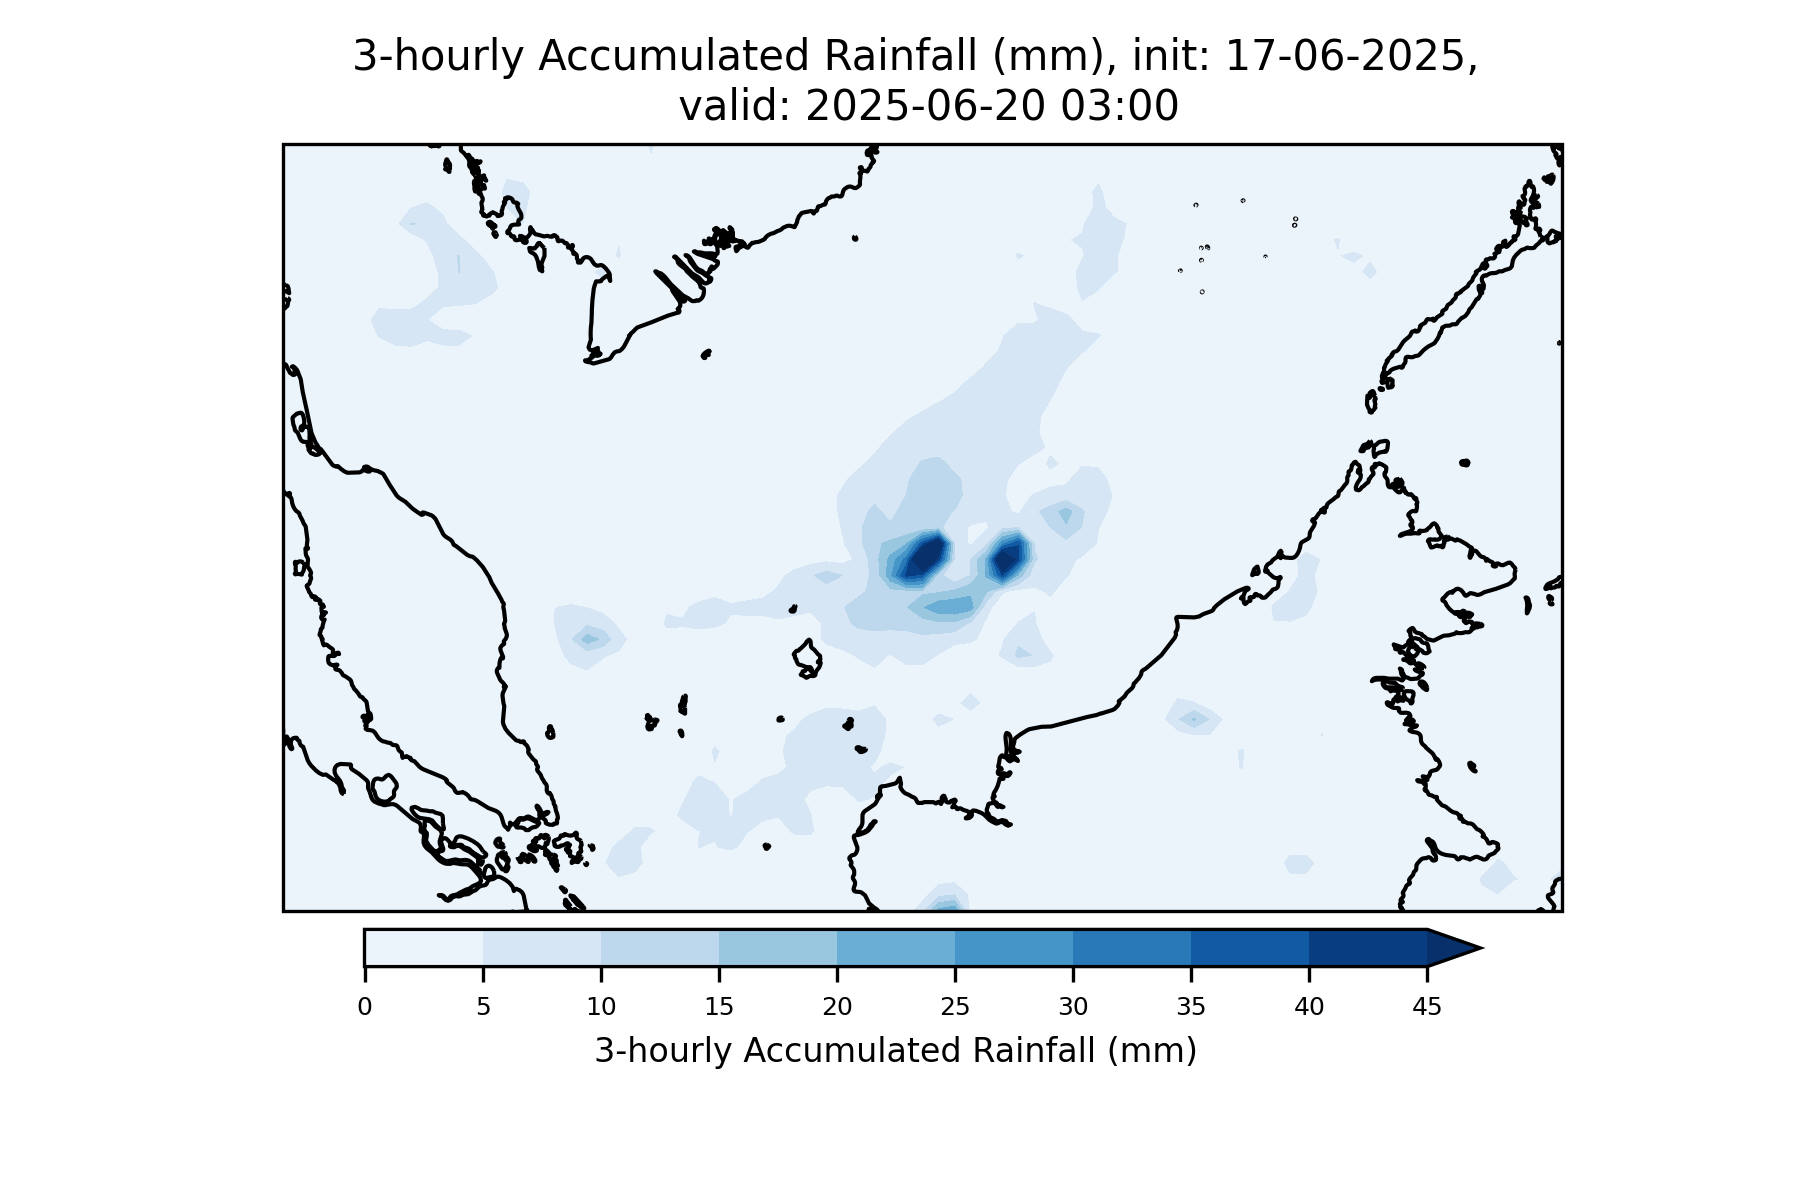 3-hourly Accumulated Rainfall (mm), init: 17-06-2025,
valid: 2025-06-20 03:00
0 5 10 15 20 25 30 35 40 45
3-hourly Accumulated Rainfall (mm)